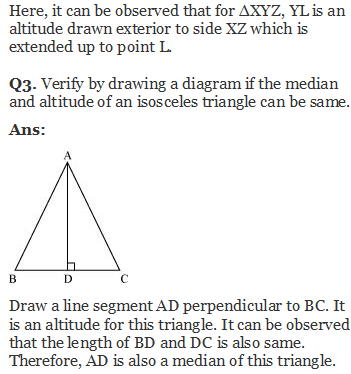 Here, it can be observed that for ΔXYZ, YL is an
altitude drawn exterior to side XZ which is
extended up to point L.
Q3. Verify by drawing a diagram if the median
and altitude of an isosceles triangle can be same.
Ans:
A
B D C
Draw a line segment AD perpendicular to BC. It
is an altitude for this triangle. It can be observed
that the length of BD and DC is also same.
Therefore, AD is also a median of this triangle.